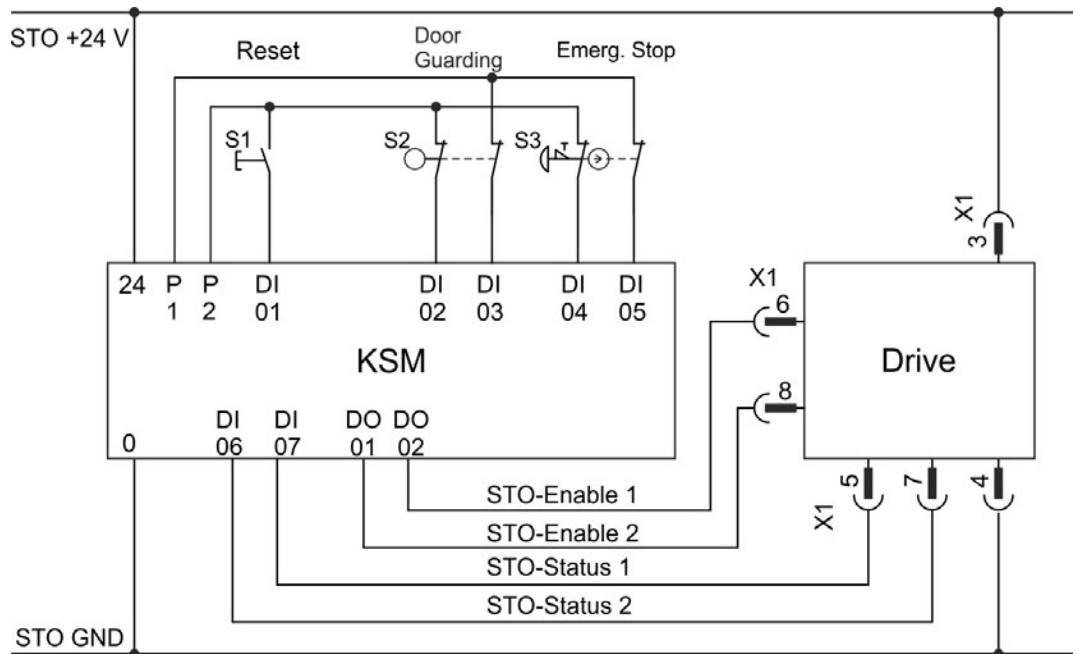 STO +24 V
Reset
Door
Guarding
Emerg. Stop
S1
S2
S3
X1
3
24 P P DI DI DI DI DI
1 2 01 02 03 04 05
X1
6
KSM
Drive
8
DI DI DO DO
0 06 07 01 02
5 7 4
X1
STO-Enable 1
STO-Enable 2
STO-Status 1
STO-Status 2
STO GND